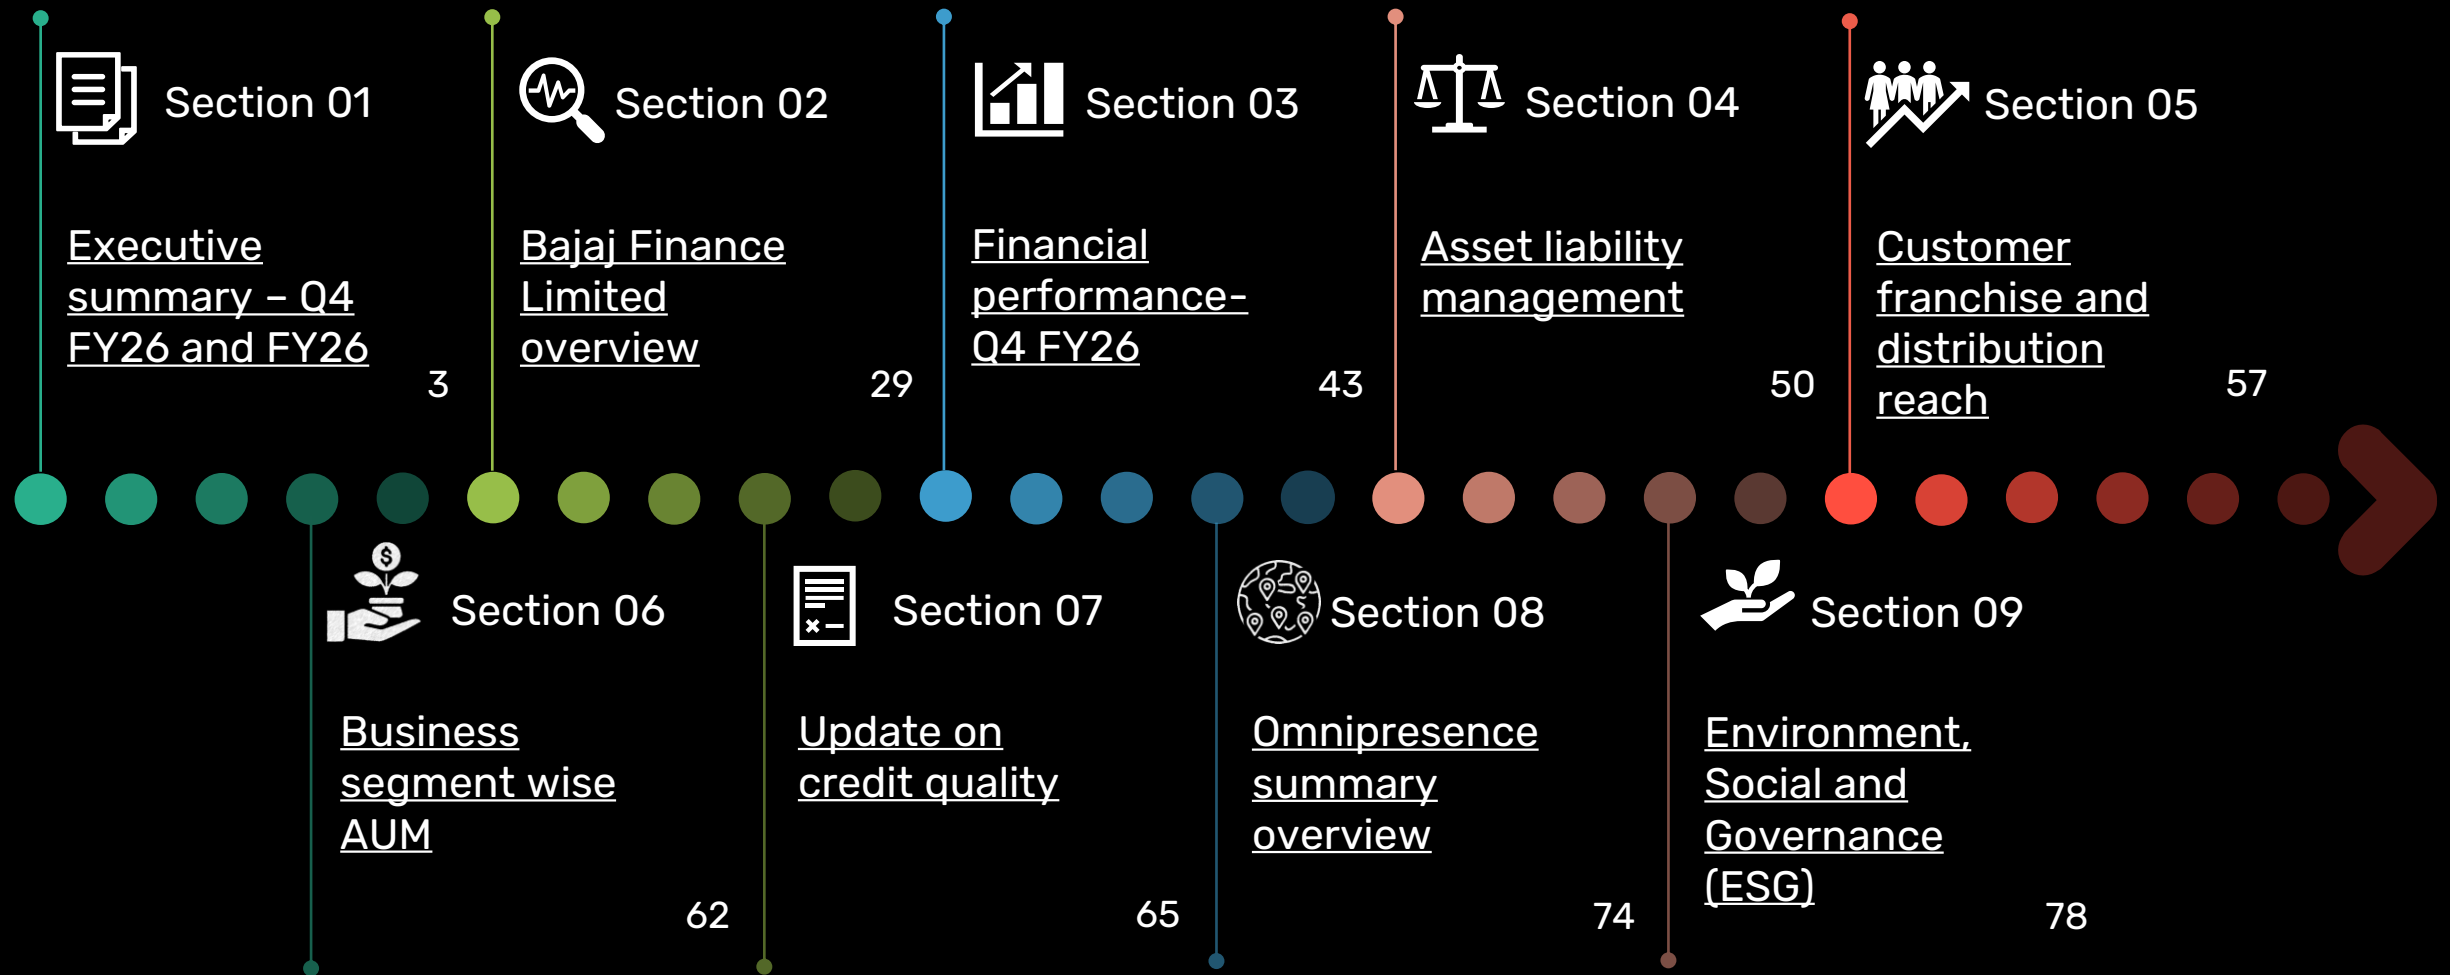 Section 01
Executive
summary – Q4
FY26 and FY26
3
Section 02
Bajaj Finance
Limited
overview
29
Section 03
Financial
performance-
Q4 FY26
43
Section 04
Asset liability
management
50
Section 05
Customer
franchise and
distribution
reach
57
$
Section 06
Business
segment wise
AUM
62
Section 07
Update on
credit quality
65
Section 08
Omnipresence
summary
overview
74
Section 09
Environment,
Social and
Governance
(ESG)
78